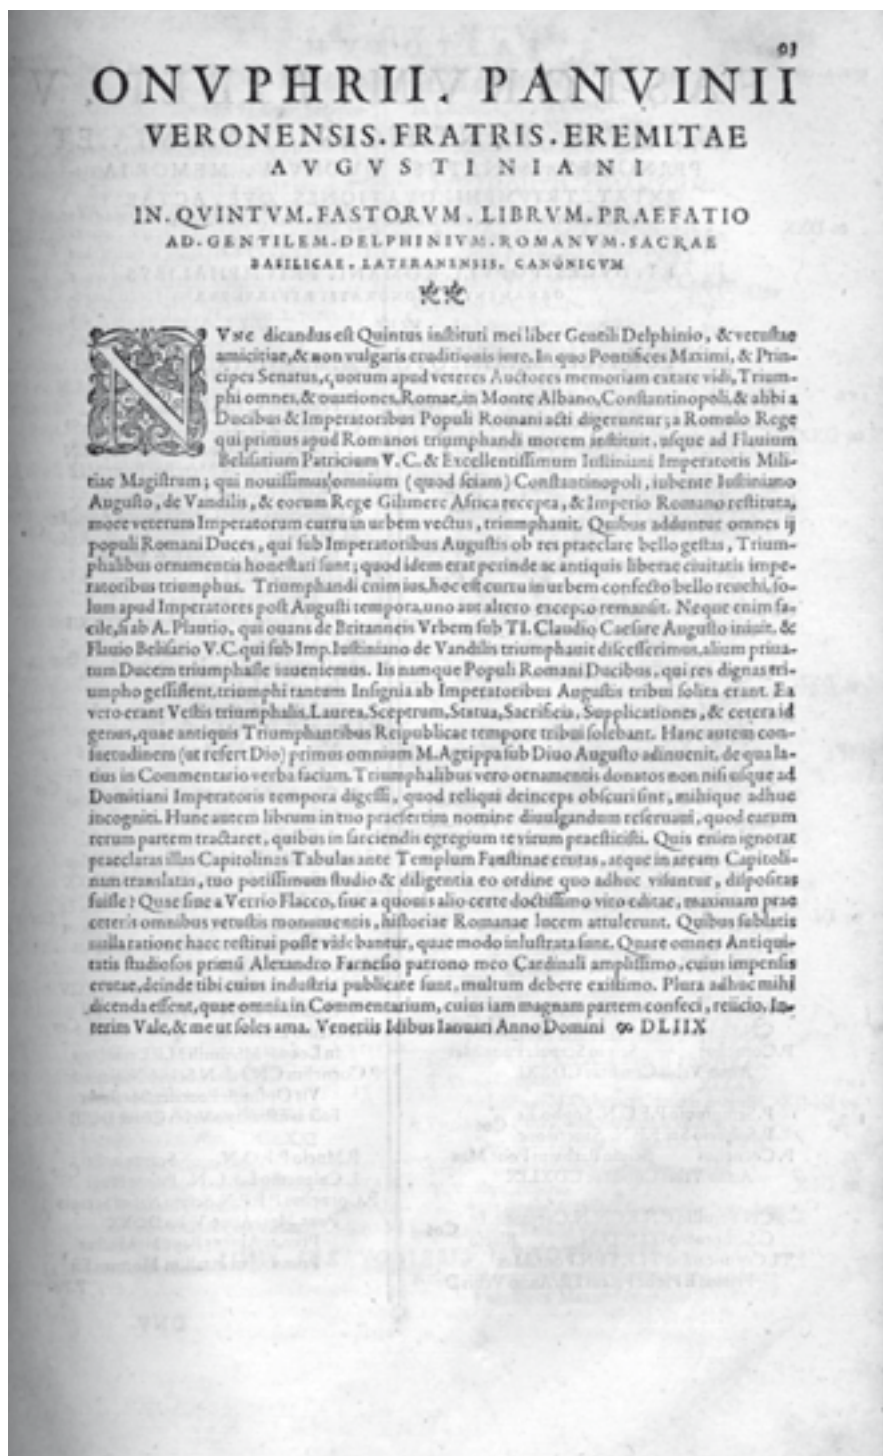 93
ONVPHRII. PANVINII
VERONENSIS. FRATRIS. EREMITAE
AVGVSTINIANI
IN. QVINTVM. FASTORVM. LIBRVM. PRAEFATIO
AD. GENTILEM. DELPHINIVM. ROMANVM. SACRAE
BASILICAE. LATERANENSIS. CANONICVM
NVNC dicandus est Quintus instituti mei liber Gentili Delphinio, & vetustae
amicitiae, & non vulgaris eruditionis iure. In quo Pontifices Maximi, & Prin-
cipes Senatus, quorum apud veteres Auctores memoriam extare vidi, Trium-
phi omnes, & ouationes, Romae, in Monte Albano, Constantinopoli, & alibi a
Ducibus & Imperatoribus Populi Romani acti digeruntur; a Romulo Rege
qui primus apud Romanos triumphandi morem instituit, usque ad Flauium
Belisarium Patricium V. C. & Excellentissimum Iustiniani Imperatoris Mili-
tiae Magistrum; qui nouissimus omnium (quod sciam) Constantinopoli, iubente Iustiniano
Augusto, de Vandilis, & eorum Rege Gilimere Africa recepta, & Imperio Romano restituta,
more veterum Imperatorum curru in urbem vectus, triumphauit. Quibus adduntur omnes ij
populi Romani Duces, qui sub Imperatoribus Augustis ob res praeclare bello gestas, Trium-
phalibus ornamentis honestati sunt; quod idem erat perinde ac antiquis liberae ciuitatis impe-
ratoribus triumphus. Triumphandi enim ius, hoc est curru in urbem confecto bello reuehi, so-
lum apud Imperatores post Augusti tempora, uno aut altero excepto remansit. Neque enim fa-
cile, si ab A. Plautio, qui ouans de Britanneis Vrbem sub TI. Claudio Caesare Augusto iniuit. &
Flauio Belisario V. C. qui sub Imp. Iustiniano de Vandilis triumphauit discesserimus, alium priua-
tum Ducem triumphasse inueniemus. Iis namque Populi Romani Ducibus, qui res dignas tri-
umpho gessissent, triumphi tantum Insignia ab Imperatoribus Augustis tribui solita erant. Ea
vero erant Vestis triumphalis, Laurea, Sceptrum, Statua, Sacrificia, Supplicationes, & cetera id
genus, quae antiquis Triumphantibus Reipublicae tempore tribui solebant. Hanc autem con-
suetudinem (ut refert Dio) primus omnium M. Agrippa sub Diuo Augusto adinuenit, de qua la-
tius in Commentario verba faciam. Triumphalibus vero ornamentis donatos non nisi usque ad
Domitiani Imperatoris tempora digessi, quod reliqui deinceps obscuri sint, mihique adhuc
incogniti. Hunc autem librum in tuo praesertim nomine diuulgandum reseruaui, quod earum
rerum partem tractaret, quibus in sarciendis egregium te virum praestitisti. Quis enim ignorat
praeclaras illas Capitolinas Tabulas ante Templum Faustinae erutas, atque in aream Capitoli-
nam translatas, tuo potissimum studio & diligentia eo ordine quo adhuc visuntur, dispositas
fuisse? Quae siue a Verrio Flacco, siue a quouis alio certe doctissimo viro editae, maximam prae
ceteris omnibus vetustis monumentis, historiae Romanae lucem attulerunt. Quibus sublatis
nulla ratione haec restitui posse videbantur, quae modo inlustrata sunt. Quare omnes Antiqui-
tatis studiosos primū Alexandro Farnesio patrono meo Cardinali amplissimo, cuius impensis
erutae, deinde tibi cuius industria publicae sunt, multum debere existimo. Plura adhuc mihi
dicenda essent, quae omnia in Commentarium, cuius iam magnam partem confeci, reiicio. In-
terim Vale, & me ut soles ama. Venetiis Idibus Ianuari Anno Domini ∞ DLIIX